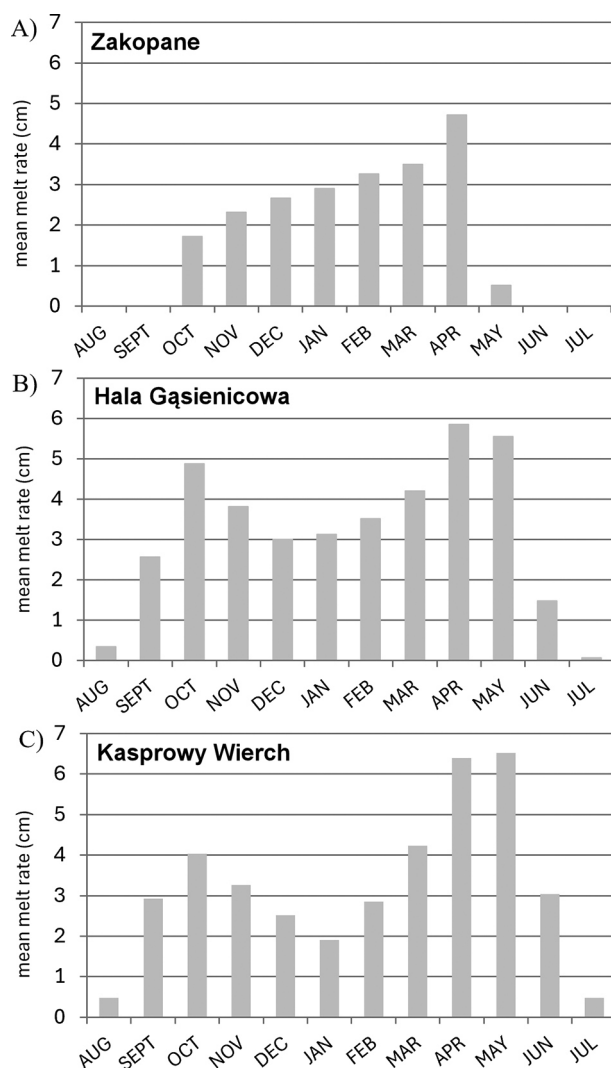 A)
Zakopane
mean melt rate (cm)
7
6
5
4
3
2
1
0
AUG SEPT OCT NOV DEC JAN FEB MAR APR MAY JUN JUL
B)
Hala Gąsienicowa
mean melt rate (cm)
7
6
5
4
3
2
1
0
AUG SEPT OCT NOV DEC JAN FEB MAR APR MAY JUN JUL
C)
Kasprowy Wierch
mean melt rate (cm)
7
6
5
4
3
2
1
0
AUG SEPT OCT NOV DEC JAN FEB MAR APR MAY JUN JUL